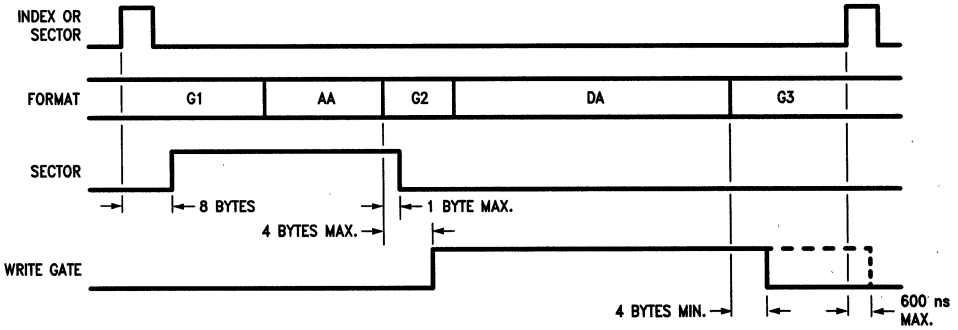 INDEX OR
SECTOR
FORMAT
G1 AA G2 DA G3
SECTOR
8 BYTES
1 BYTE MAX.
4 BYTES MAX.
WRITE GATE
4 BYTES MIN.
600 ns
MAX.